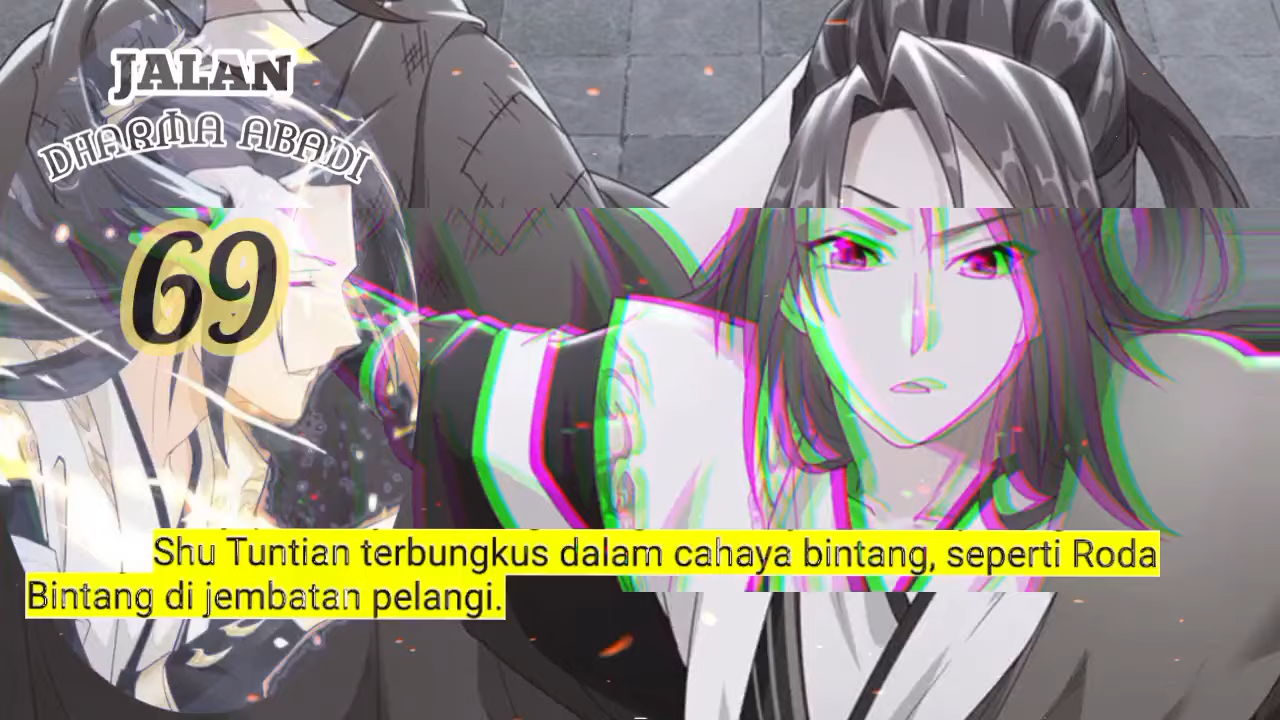 JALAN
DHARMA ABADI
69
Shu Tuntian terbungkus dalam cahaya bintang, seperti Roda
Bintang di jembatan pelangi.